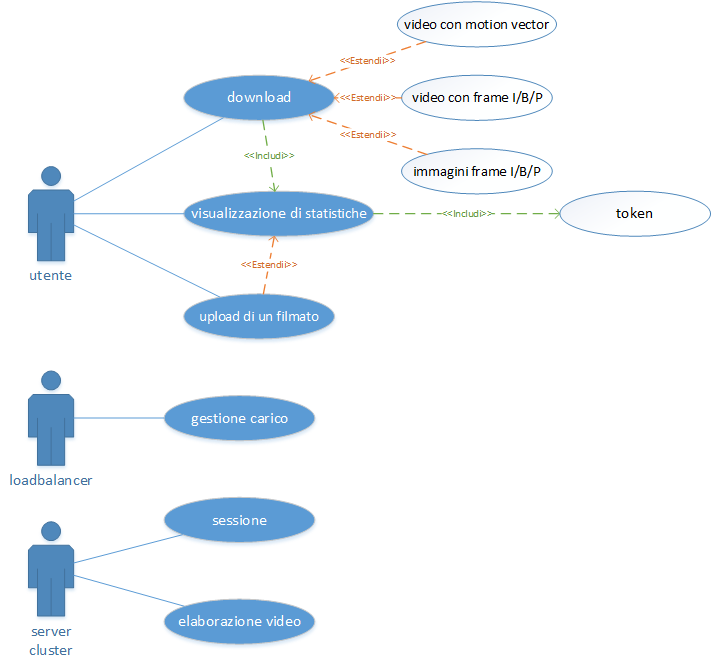 video con motion vector
<<Estendi>>
download
<<Estendi>>
video con frame I/B/P
<<Estendi>>
<<Includi>>
immagini frame I/B/P
utente
visualizzazione di statistiche
<<Includi>>
token
<<Estendi>>
upload di un filmato
gestione carico
loadbalancer
sessione
elaborazione video
server
cluster